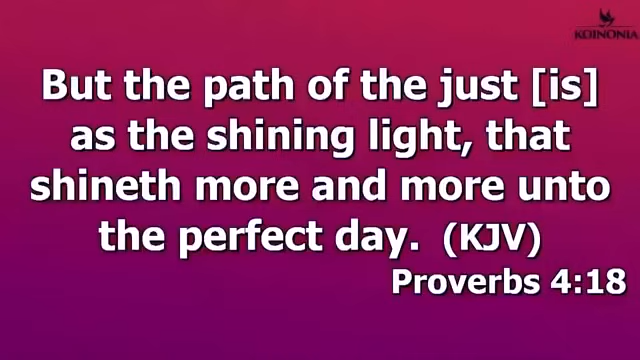 KOINONIA
But the path of the just [is]
as the shining light, that
shineth more and more unto
the perfect day. (KJV)
Proverbs 4:18